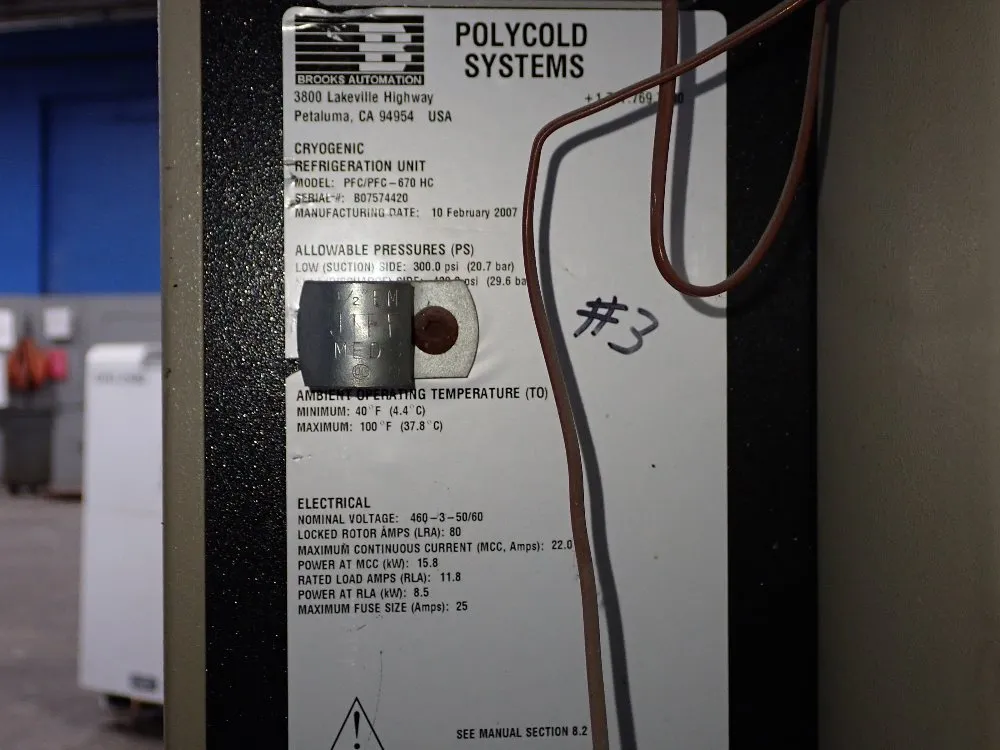 BROOKS AUTOMATION
POLYCOLD
SYSTEMS
3800 Lakeville Highway
Petaluma, CA 94954 USA
CRYOGENIC
REFRIGERATION UNIT
MODEL: PFC/PFC-670 HC
SERIAL #: B07574420
MANUFACTURING DATE: 10 February 2007
ALLOWABLE PRESSURES (PS)
LOW (SUCTION) SIDE: 300.0 psi (20.7 bar)
SIDE: psi (29.6
MED
#3
AMBIENT OPERATING TEMPERATURE (TO)
MINIMUM: 40°F (4.4°C)
MAXIMUM: 100°F (37.8°C)
ELECTRICAL
NOMINAL VOLTAGE: 460-3-50/60
LOCKED ROTOR AMPS (LRA): 80
MAXIMUM CONTINUOUS CURRENT (MCC, Amps): 22.0
POWER AT MCC (kW): 15.8
RATED LOAD AMPS (RLA): 11.8
POWER AT RLA (kW): 8.5
MAXIMUM FUSE SIZE (Amps): 25
SEE MANUAL SECTION 8.2